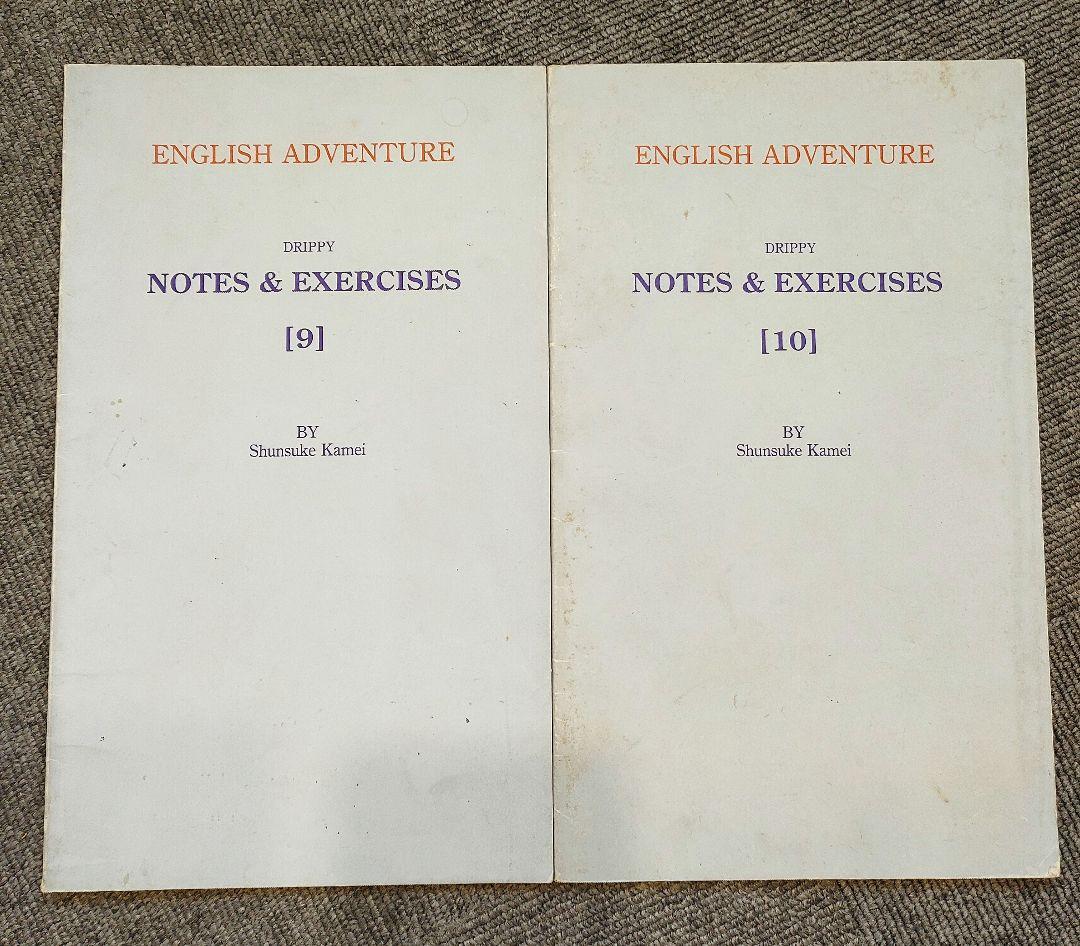 ENGLISH ADVENTURE
DRIPPY
NOTES & EXERCISES
[9]
BY
Shunsuke Kamei
ENGLISH ADVENTURE
DRIPPY
NOTES & EXERCISES
[10]
BY
Shunsuke Kamei